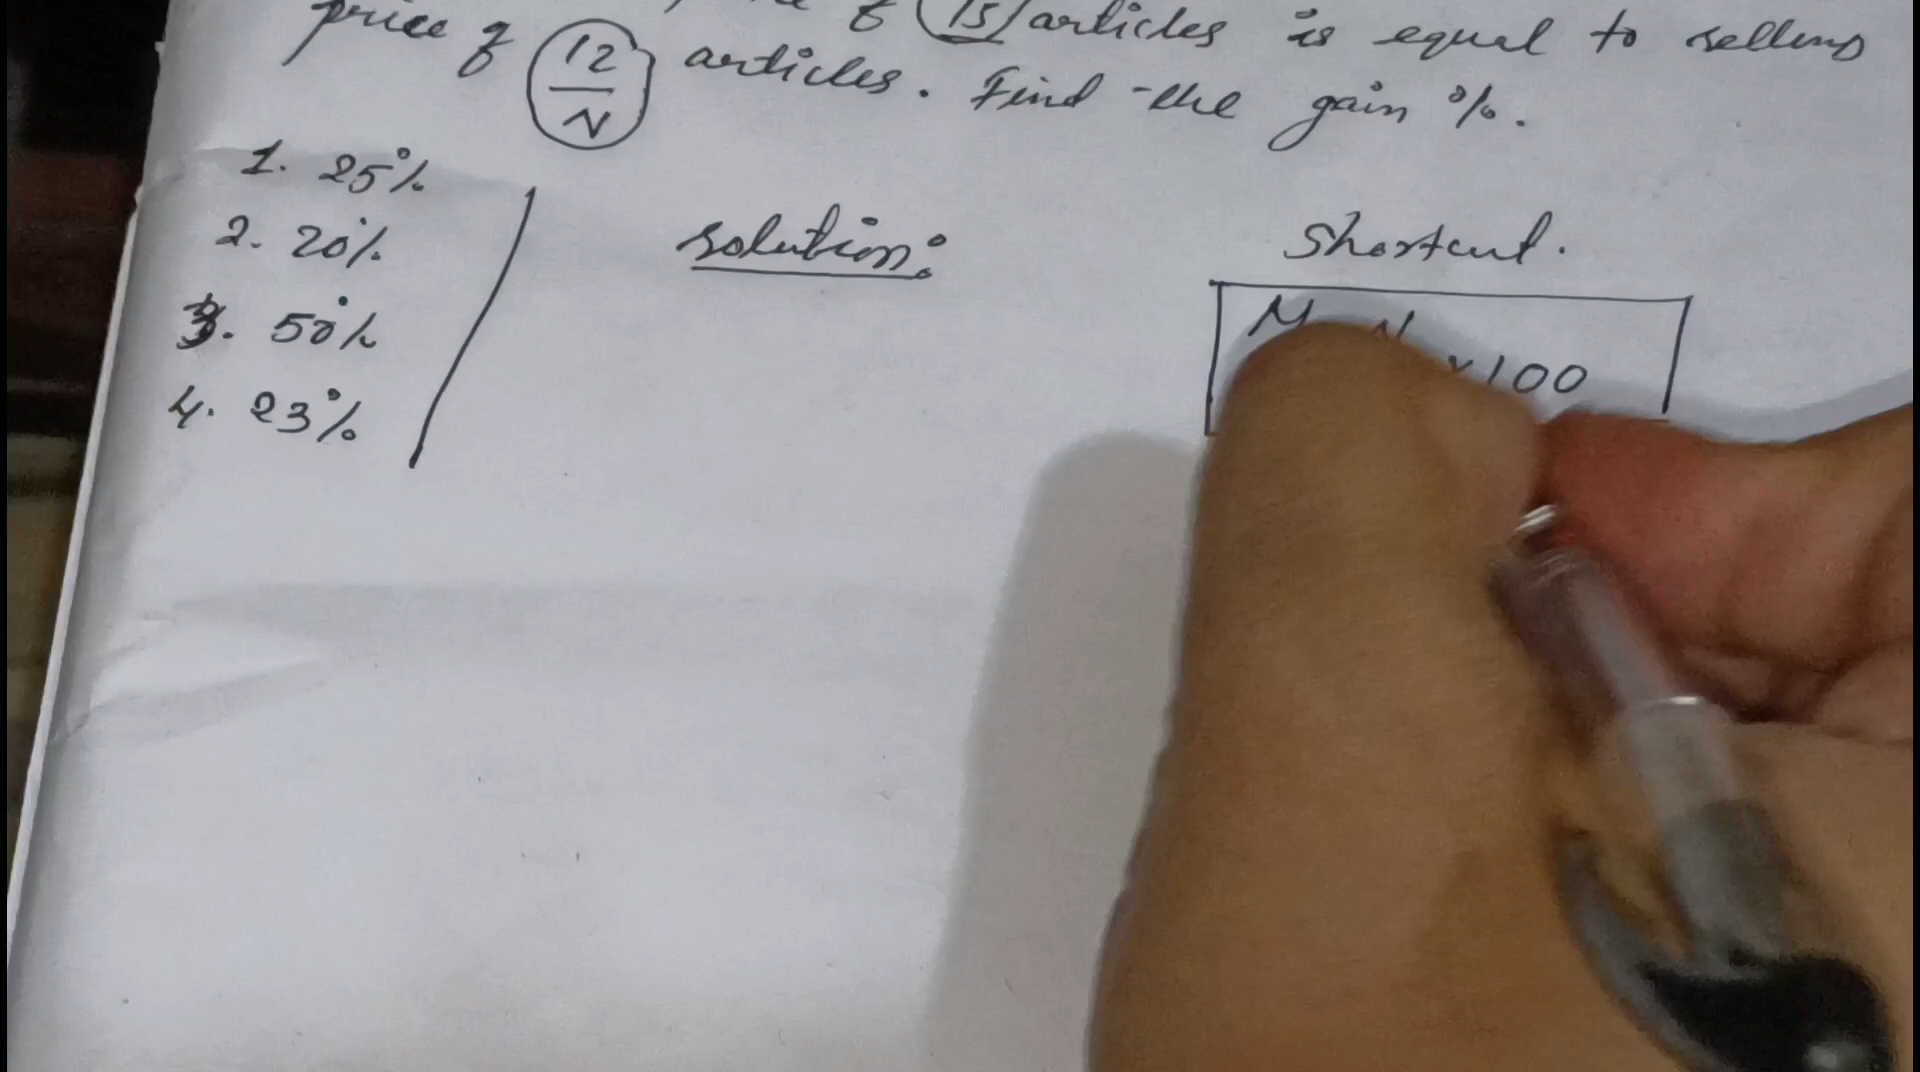 15 articles is equal to selling
price of 12 articles. Find the gain %.
N
1. 25%
2. 20%
3. 50%
4. 23%
solution:
Shortcut.
M N
×100